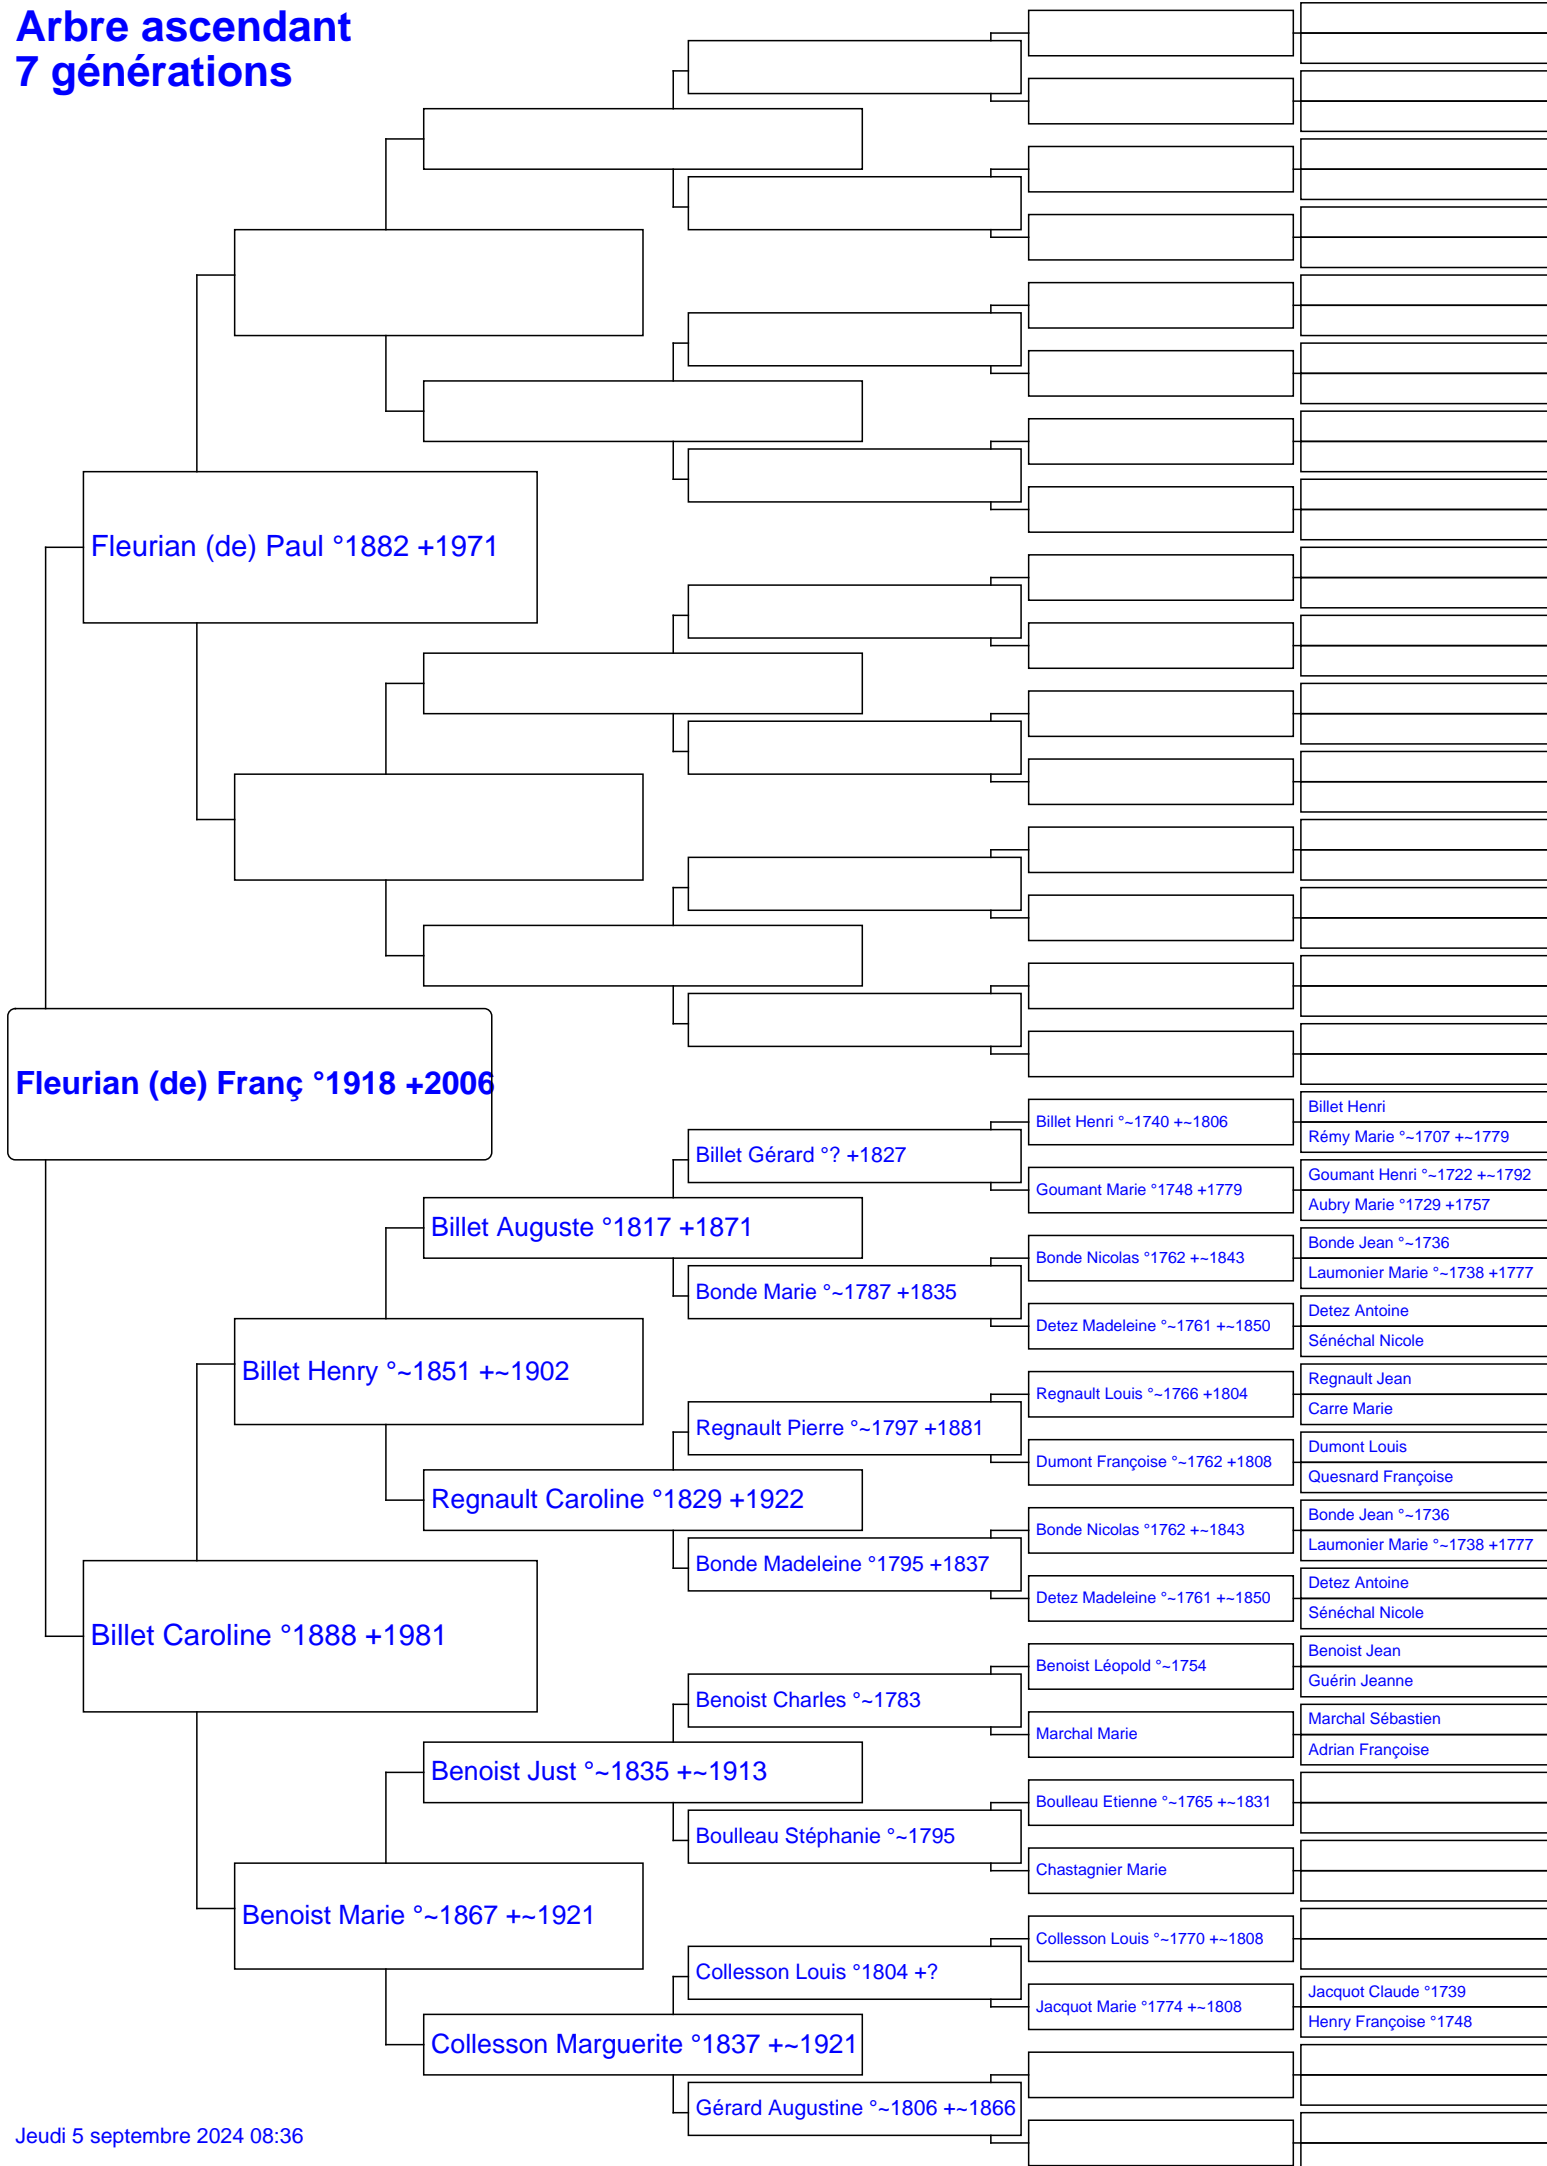 Arbre ascendant
7 générations
Fleurian (de) Paul °1882 +1971
Fleurian (de) Franç °1918 +2006
Billet Henri °~1740 +~1806
Billet Henri
Rémy Marie °~1707 +~1779
Billet Gérard °? +1827
Goumant Marie °1748 +1779
Goumant Henri °~1722 +~1792
Aubry Marie °1729 +1757
Billet Auguste °1817 +1871
Bonde Nicolas °1762 +~1843
Bonde Jean °~1736
Laumonier Marie °~1738 +1777
Bonde Marie °~1787 +1835
Detez Madeleine °~1761 +~1850
Detez Antoine
Sénéchal Nicole
Billet Henry °~1851 +~1902
Regnault Louis °~1766 +1804
Regnault Jean
Carre Marie
Regnault Pierre °~1797 +1881
Dumont Françoise °~1762 +1808
Dumont Louis
Quesnard Françoise
Regnault Caroline °1829 +1922
Bonde Nicolas °1762 +~1843
Bonde Jean °~1736
Laumonier Marie °~1738 +1777
Bonde Madeleine °1795 +1837
Detez Madeleine °~1761 +~1850
Detez Antoine
Sénéchal Nicole
Billet Caroline °1888 +1981
Benoist Léopold °~1754
Benoist Jean
Guérin Jeanne
Benoist Charles °~1783
Marchal Marie
Marchal Sébastien
Adrian Françoise
Benoist Just °~1835 +~1913
Boulleau Etienne °~1765 +~1831
Boulleau Stéphanie °~1795
Chastagnier Marie
Benoist Marie °~1867 +~1921
Collesson Louis °~1770 +~1808
Collesson Louis °1804 +?
Jacquot Marie °1774 +~1808
Jacquot Claude °1739
Henry Françoise °1748
Collesson Marguerite °1837 +~1921
Gérard Augustine °~1806 +~1866
Jeudi 5 septembre 2024 08:36